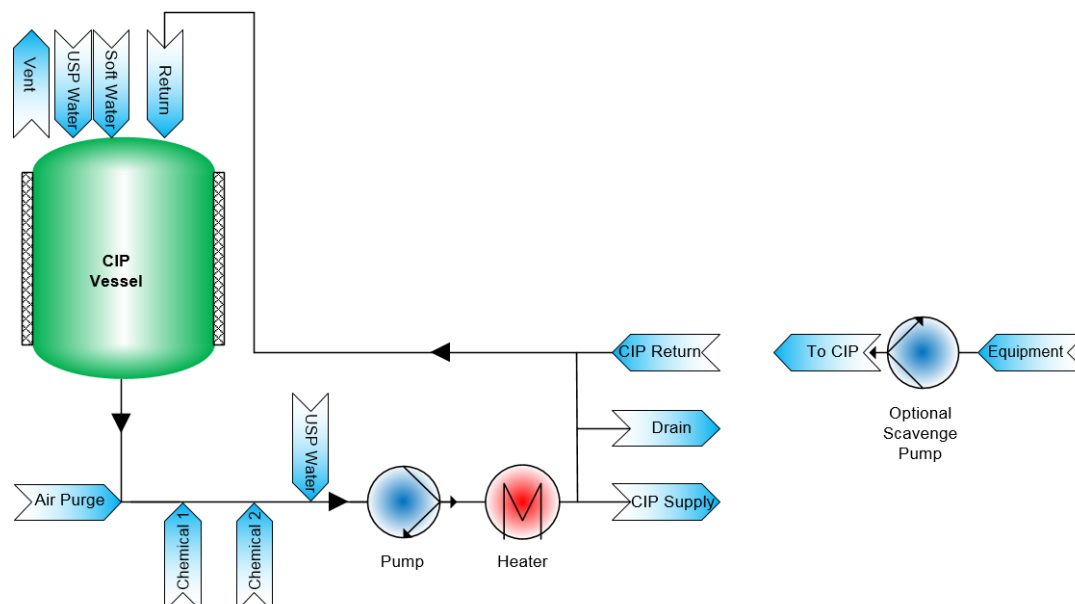 Vent
USP Water
Soft Water
Return
CIP
Vessel
CIP Return
To CIP
Equipment
Drain
Optional
Scavenge
Pump
USP Water
Air Purge
CIP Supply
Chemical 1
Chemical 2
Pump
Heater